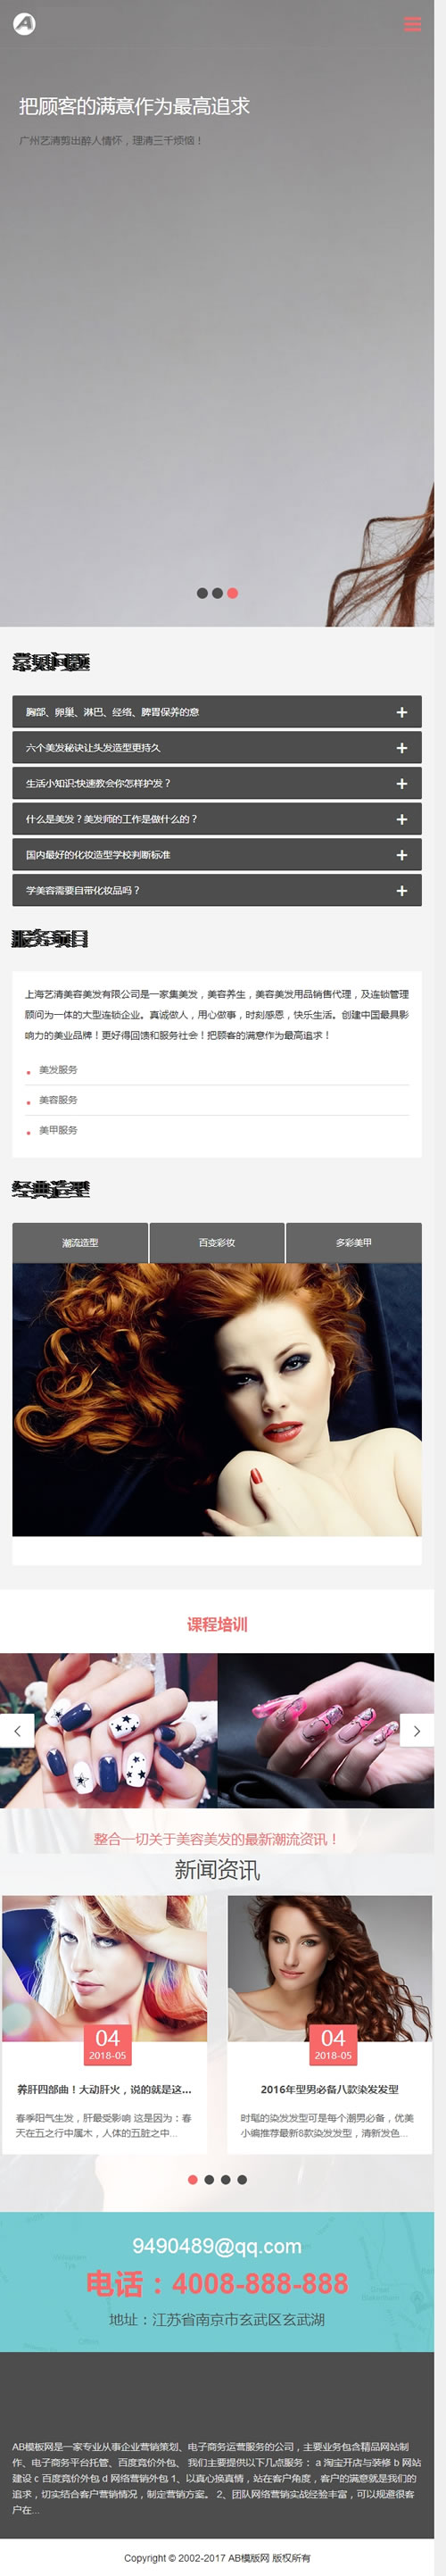 A
把顾客的满意作为最高追求
广州艺清剪出醉人情怀，理清三千烦恼！
常见问题
胸部、卵巢、淋巴、经络、脾胃保养的意
六个美发秘诀让头发造型更持久
生活小知识:快速教会你怎样护发？
什么是美发？美发师的工作是做什么的？
国内最好的化妆造型学校判断标准
学美容需要自带化妆品吗？
服务项目
上海艺清美容美发有限公司是一家集美发，美容养生，美容美发用品销售代理，及连锁管理
顾问为一体的大型连锁企业。真诚做人，用心做事，时刻感恩，快乐生活。创建中国最具影
响力的美业品牌！更好得回馈和服务社会！把顾客的满意作为最高追求！
美发服务
美容服务
美甲服务
潮流造型 百变彩妆 多彩美甲
课程培训
整合一切关于美容美发的最新潮流资讯！
新闻资讯
04 04
2018-05 2018-05
养肝四部曲！大动肝火，说的就是这... 2016年型男必备八款染发发型
春季阳气生发，肝最受影响 这是因为：春 时髦的染发发型可是每个潮男必备，优美
天在五之行中属木，人体的五脏之中... 小编推荐最新8款染发发型，清新发色...
9490489@qq.com
电话：4008-888-888
地址：江苏省南京市玄武区玄武湖
AB模板网是一家专业从事企业营销策划、电子商务运营服务的公司，主要业务包含精品网站制
作、电子商务平台托管、百度竞价外包、 我们主要提供以下几点服务： a 淘宝开店与装修 b 网站
建设 c 百度竞价外包 d 网络营销外包 1、以真心换真情，站在客户角度，客户的满意就是我们的
追求，切实结合客户营销情况，制定营销方案。 2、团队网络营销实战经验丰富，可以规避很客
户在...
Copyright © 2002-2017 AB模版网 版权所有